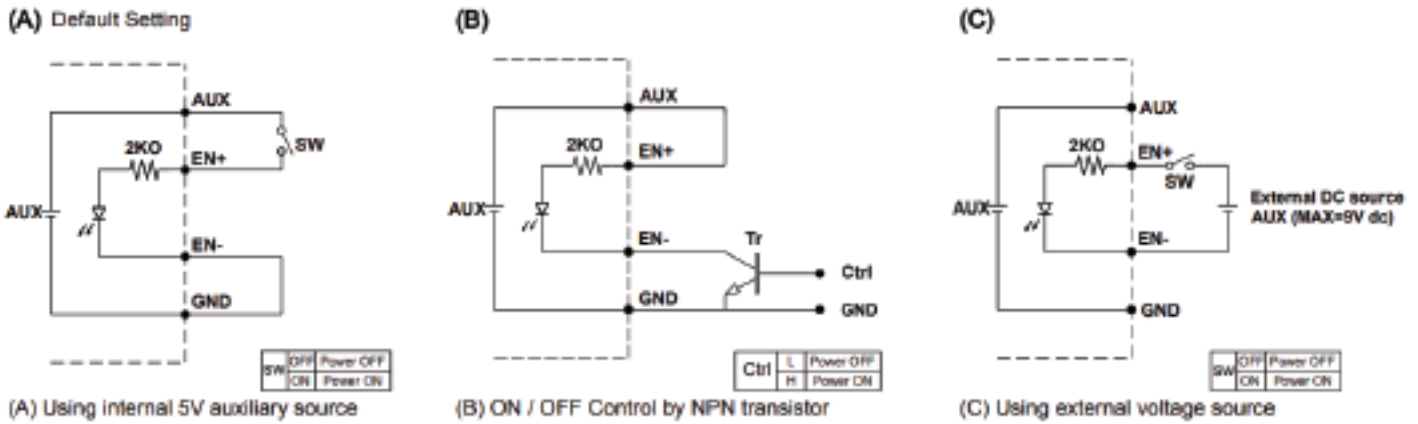 (A) Default Setting
AUX
2KO
EN+
SW
AUX
EN-
GND
SW OFF Power OFF
ON Power ON
(A) Using internal 5V auxiliary source
(B)
AUX
2KO
EN+
AUX
EN-
Tr
Ctrl
GND
GND
Ctrl L Power OFF
H Power ON
(B) ON / OFF Control by NPN transistor
(C)
AUX
2KO
EN+
SW
External DC source
AUX
AUX (MAX=9V dc)
EN-
GND
SW OFF Power OFF
ON Power ON
(C) Using external voltage source